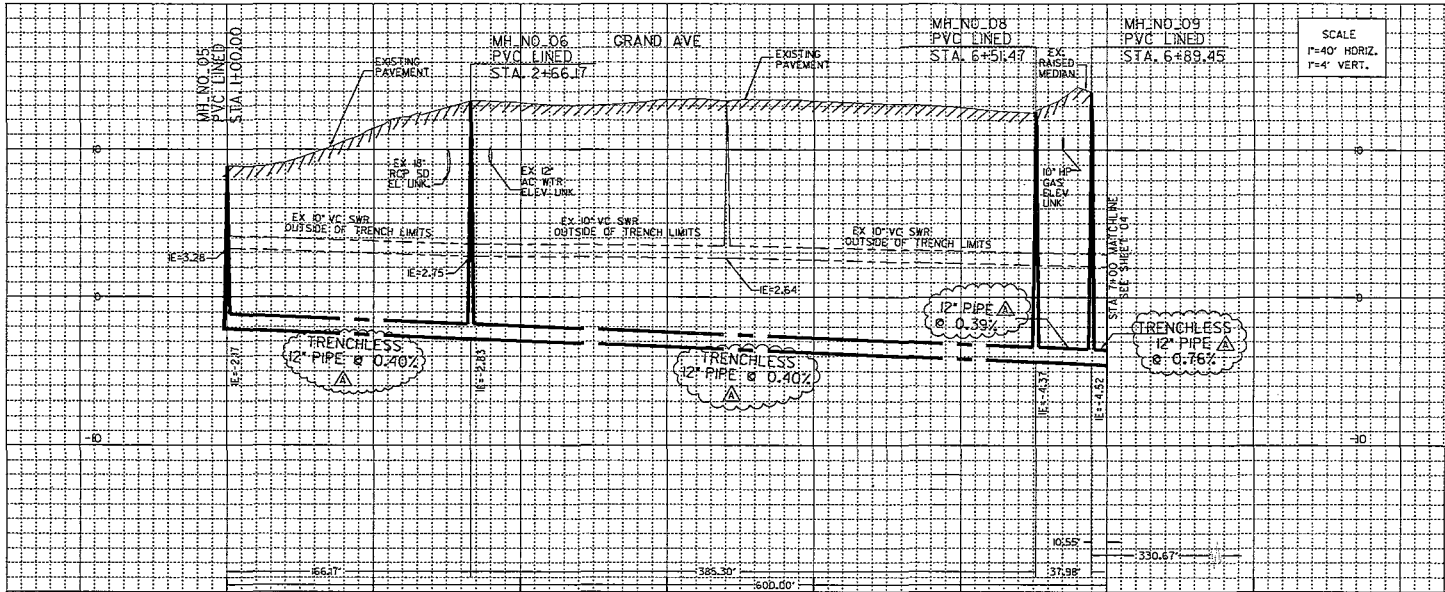 MH NO. 05
PVC LINED
STA. 1+00.00
EXISTING
PAVEMENT
MH NO. 06
PVC LINED
STA. 2+66.17
GRAND AVE
EXISTING
PAVEMENT
MH NO. 08
PVC LINED
STA. 6+51.47
EX.
RAISED
MEDIAN
MH NO. 09
PVC LINED
STA. 6+89.45
SCALE
1"=40' HORIZ.
1"=4' VERT.
10
10
EX 18"
RCP SD
EL UNK.
EX 12"
AC WTR
ELEV UNK
10" HP
GAS
ELEV
UNK
EX 10" VC SWR
OUTSIDE OF TRENCH LIMITS
EX 10" VC SWR
OUTSIDE OF TRENCH LIMITS
EX 10" VC SWR
OUTSIDE OF TRENCH LIMITS
IE=3.28
IE=2.75
IE=2.64
STA. 7+00 MATCHLINE
SEE SHEET 04
0
0
12" PIPE A
@ 0.39%
TRENCHLESS
12" PIPE A
@ 0.76%
TRENCHLESS
12" PIPE @ 0.40%
A
TRENCHLESS
12" PIPE @ 0.40%
A
IE=-2.17
IE=-2.83
IE=-4.37
IE=-4.52
-10
-10
10.55'
330.67'
166.17'
385.30'
37.98'
600.00'